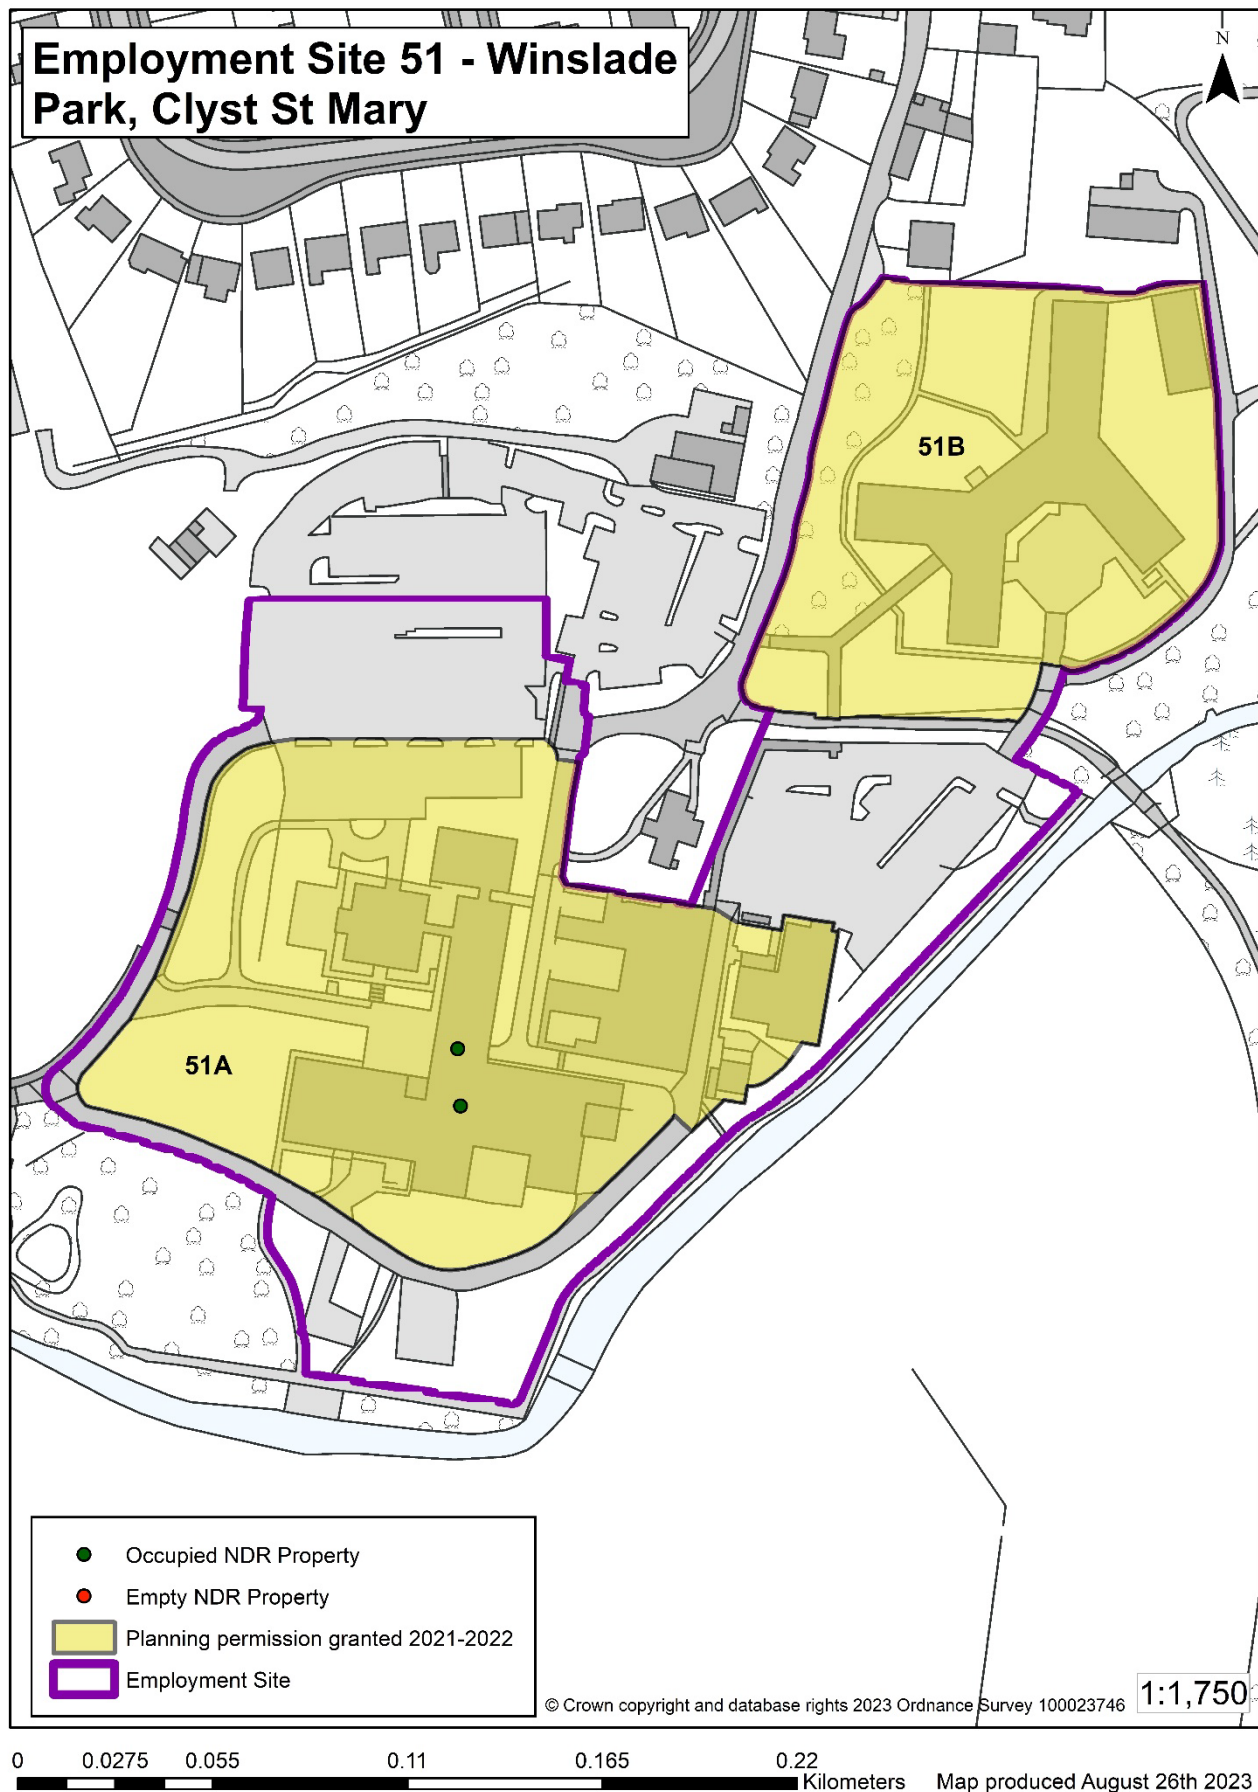 Employment Site 51 - Winslade
Park, Clyst St Mary
N
51B
51A
Occupied NDR Property
Empty NDR Property
Planning permission granted 2021-2022
Employment Site
© Crown copyright and database rights 2023 Ordnance Survey 100023746
1:1,750
0 0.0275 0.055 0.11 0.165 0.22
Kilometers
Map produced August 26th 2023